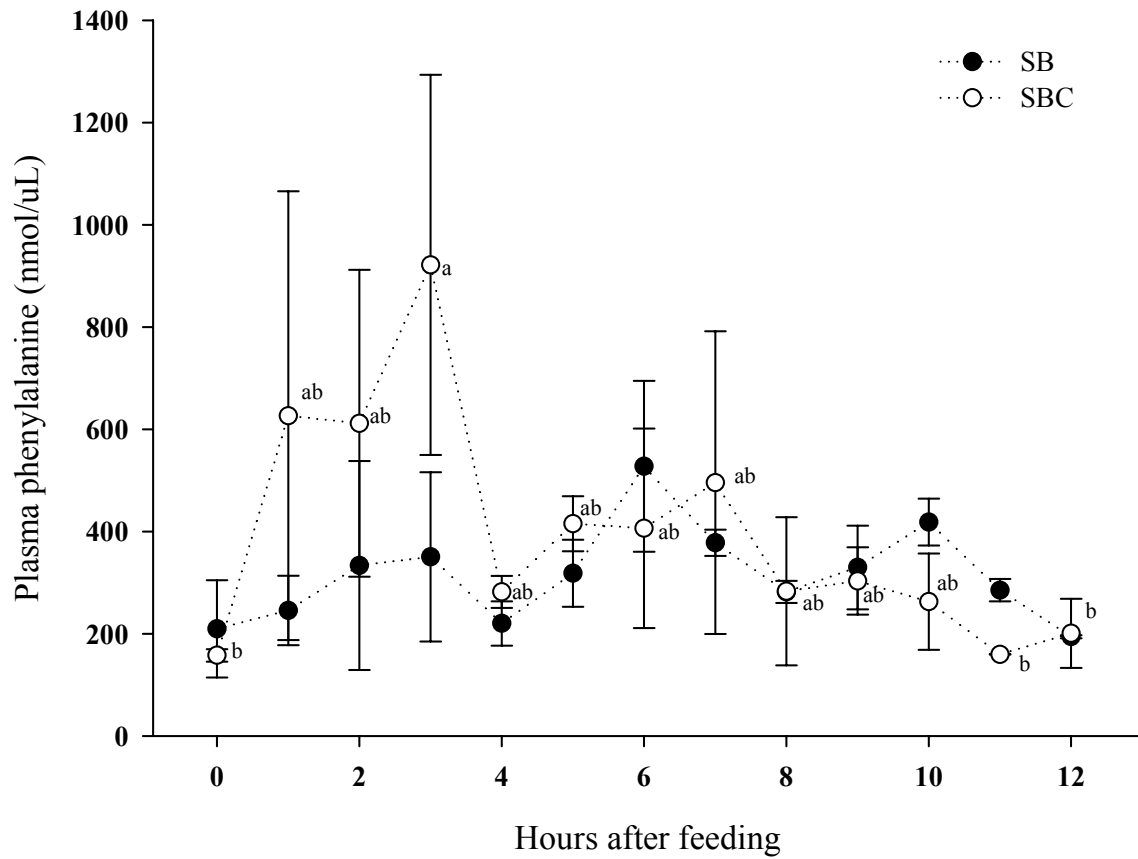 1400
1200
1000
800
600
400
200
0
Plasma phenylalanine (nmol/uL)
SB
SBC
b
ab
ab
a
ab
ab
ab
ab
ab
ab
ab
b
b
0 2 4 6 8 10 12
Hours after feeding